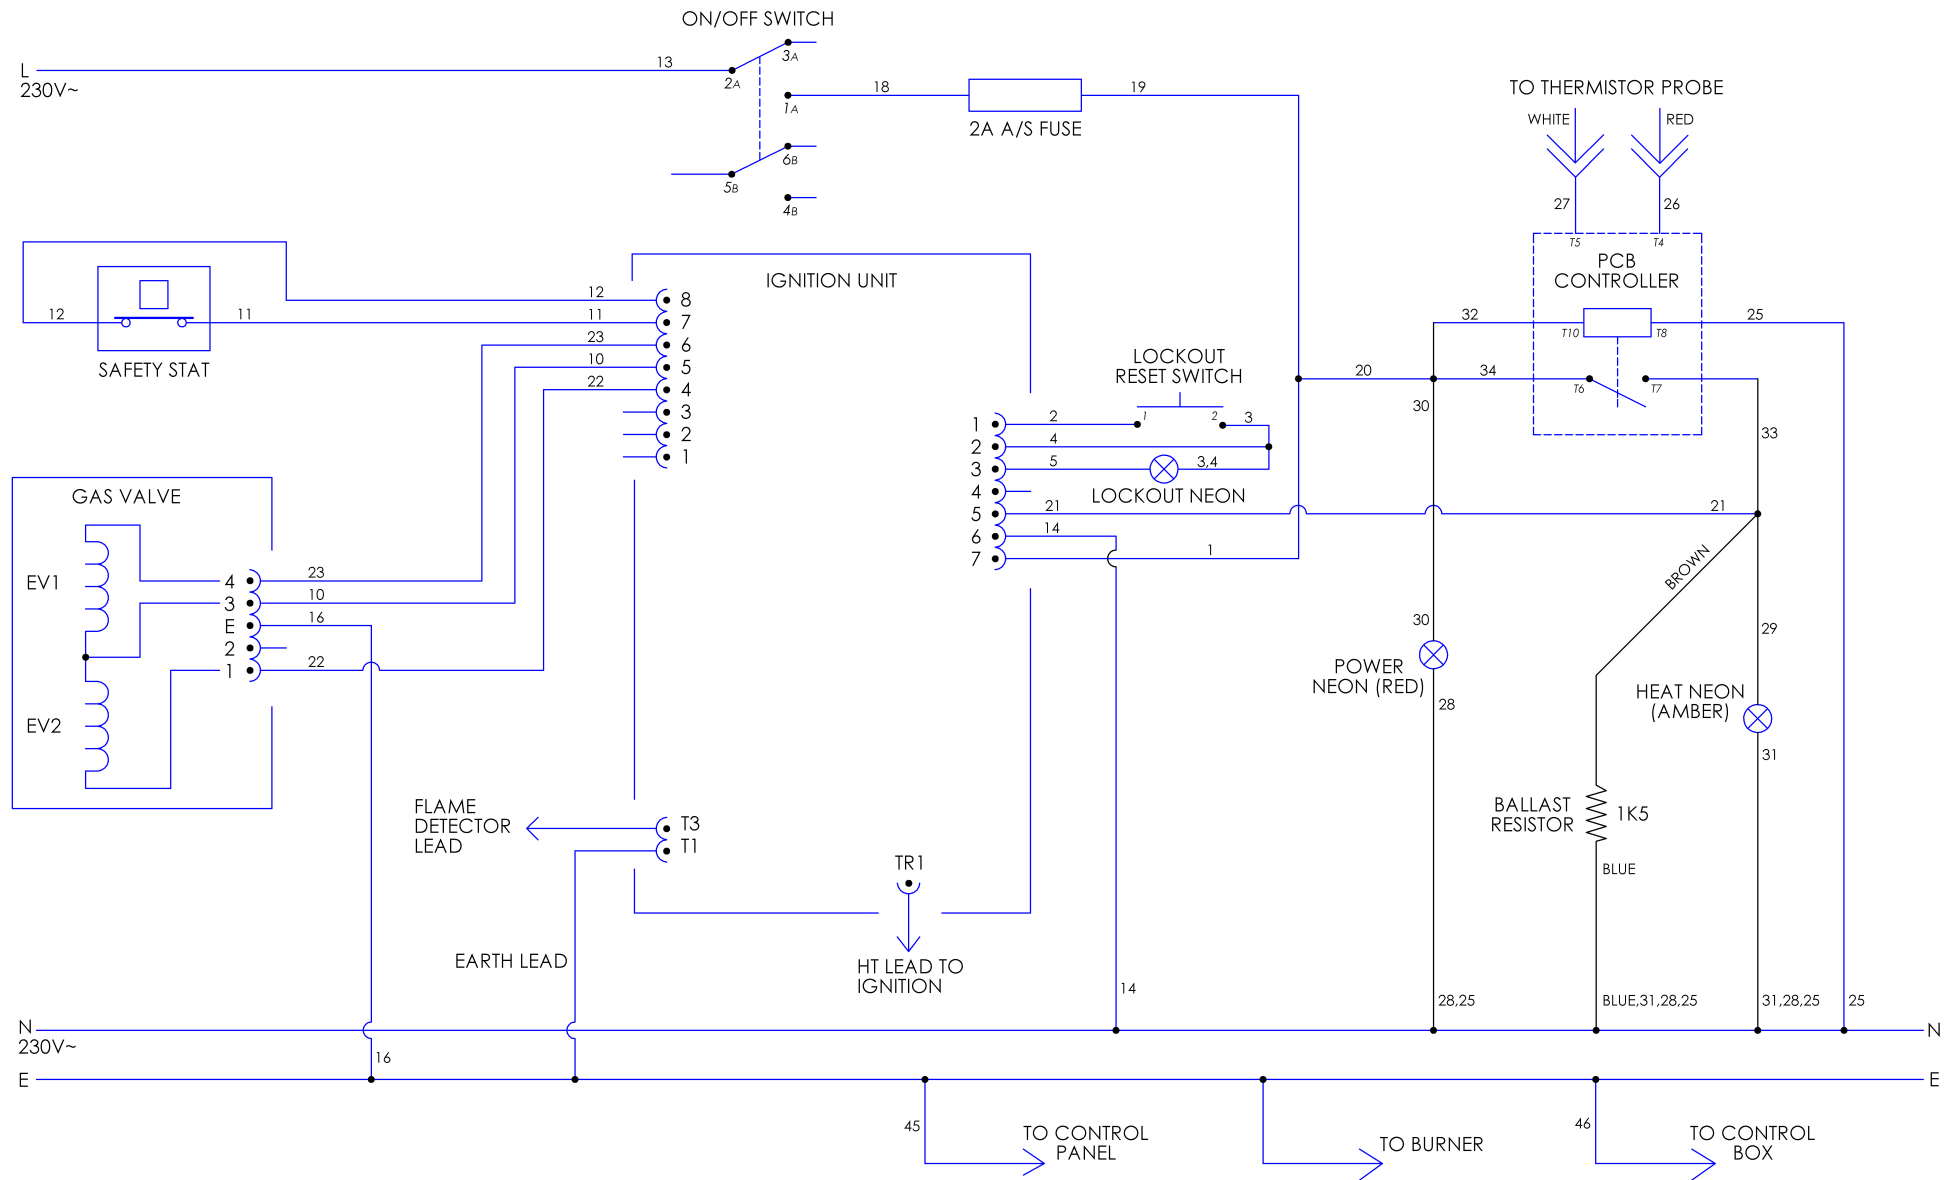 ON/OFF SWITCH
L
230V~
13
2A
3A
1A
18
19
2A A/S FUSE
6B
5B
4B
TO THERMISTOR PROBE
WHITE
RED
27
26
T5
T4
PCB
CONTROLLER
32
T10
T8
25
20
34
T6
T7
30
33
12
11
SAFETY STAT
IGNITION UNIT
12
8
11
7
23
6
10
5
22
4
3
2
1
LOCKOUT
RESET SWITCH
1
2
1
2
3
2
4
3
5
3,4
LOCKOUT NEON
4
5
21
21
6
14
7
1
BROWN
GAS VALVE
EV1
EV2
4
23
3
10
E
16
2
1
22
30
POWER
NEON (RED)
28
29
HEAT NEON
(AMBER)
31
BALLAST
RESISTOR
1K5
BLUE
FLAME
DETECTOR
LEAD
T3
T1
TR1
EARTH LEAD
HT LEAD TO
IGNITION
14
28,25
BLUE,31,28,25
31,28,25
25
N
230V~
N
16
E
E
45
TO CONTROL
PANEL
TO BURNER
46
TO CONTROL
BOX